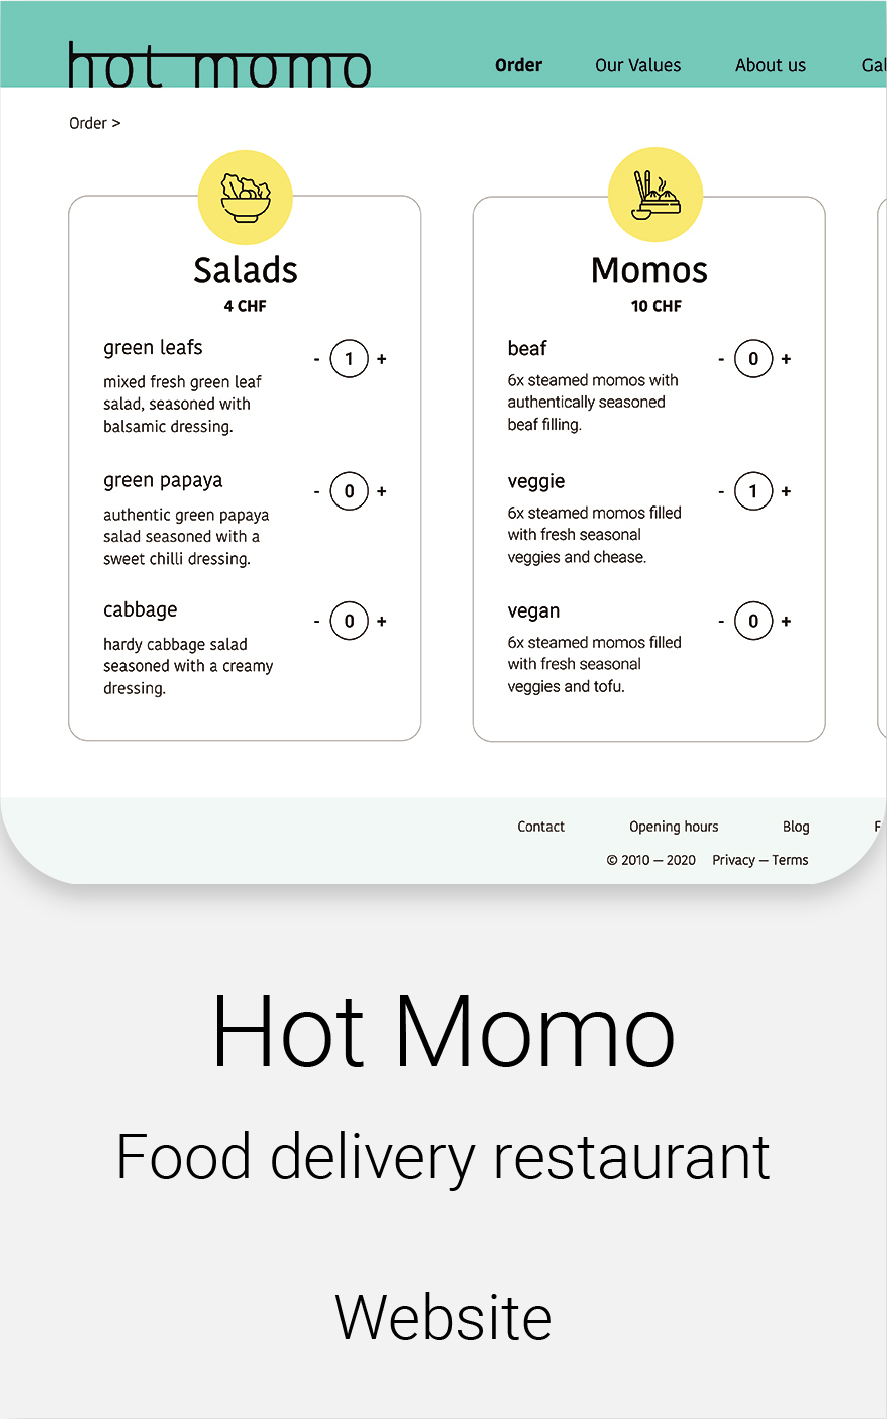 hot momo
Order
Our Values
About us
Order >
Salads
4 CHF
green leafs
- 1 +
mixed fresh green leaf
salad, seasoned with
balsamic dressing.
green papaya
- 0 +
authentic green papaya
salad seasoned with a
sweet chilli dressing.
cabbage
- 0 +
hardy cabbage salad
seasoned with a creamy
dressing.
Momos
10 CHF
beaf
- 0 +
6x steamed momos with
authentically seasoned
beaf filling.
veggie
- 1 +
6x steamed momos filled
with fresh seasonal
veggies and chease.
vegan
- 0 +
6x steamed momos filled
with fresh seasonal
veggies and tofu.
Contact
Opening hours
Blog
© 2010 — 2020 Privacy — Terms
Hot Momo
Food delivery restaurant
Website